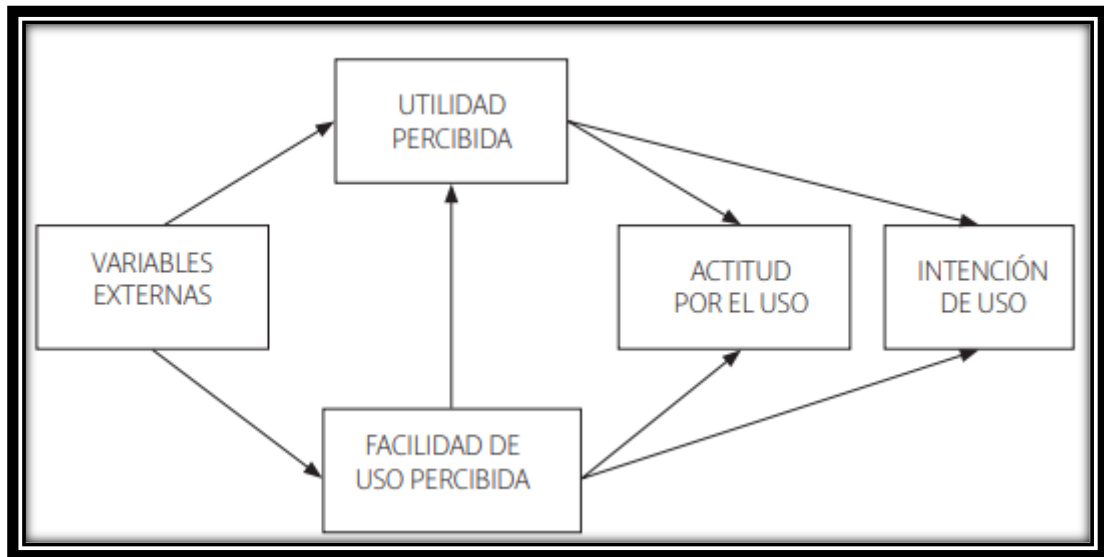 UTILIDAD
PERCIBIDA
VARIABLES
EXTERNAS
ACTITUD
POR EL USO
INTENCIÓN
DE USO
FACILIDAD DE
USO PERCIBIDA